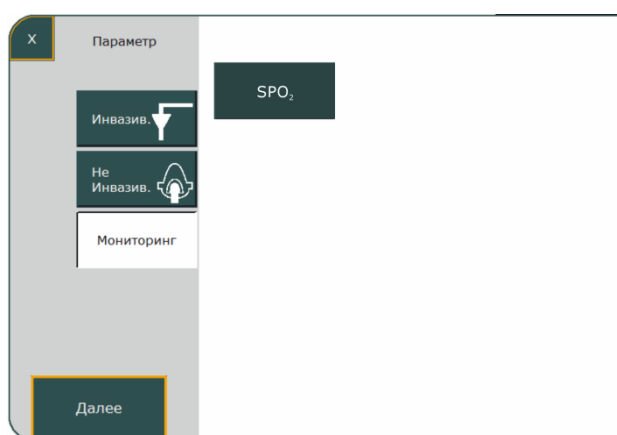 X
Параметр
SPO₂
Инвазив.
Не
Инвазив.
Мониторинг
Далее